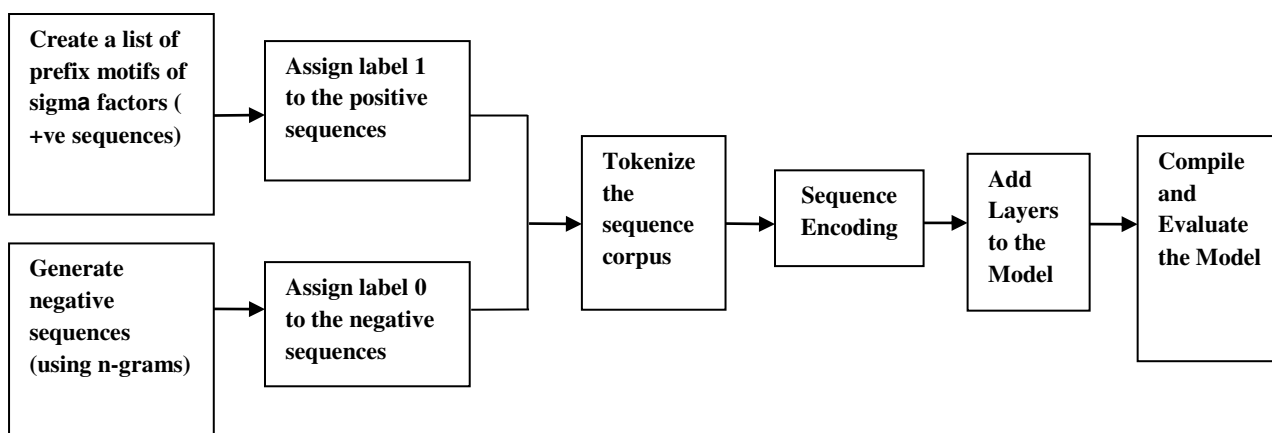 Create a list of
prefix motifs of
sigma factors (
+ve sequences)
Assign label 1
to the positive
sequences
Generate
negative
sequences
(using n-grams)
Assign label 0
to the negative
sequences
Tokenize
the
sequence
corpus
Sequence
Encoding
Add
Layers
to the
Model
Compile
and
Evaluate
the Model